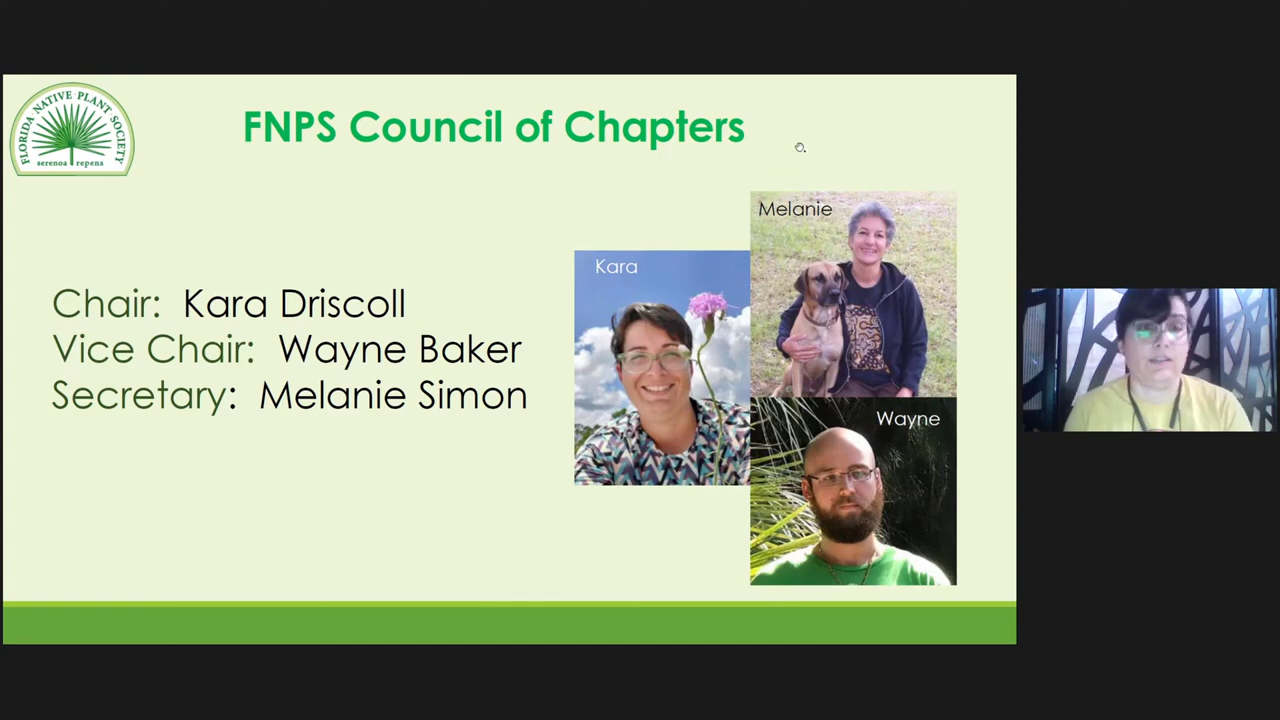 FLORIDA NATIVE PLANT SOCIETY
serenoa repens
FNPS Council of Chapters
Melanie
Kara
Chair: Kara Driscoll
Vice Chair: Wayne Baker
Secretary: Melanie Simon
Wayne